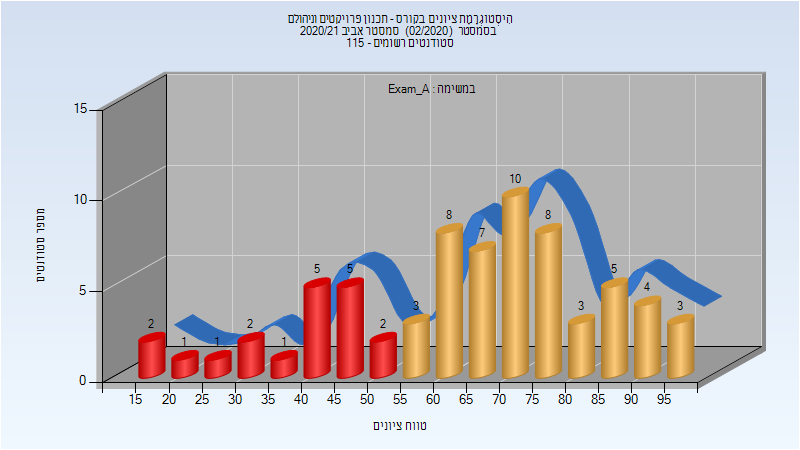 היסטוגרמת ציונים בקורס - תכנון פרויקטים וניהולם
בסמסטר (02/2020) סמסטר אביב 2020/21
סטודנטים רשומים - 115
במשימה : Exam_A
מספר סטודנטים
15
10
5
0
2 1 1 2 1 5 5 2 3 8 7 10 8 3 5 4 3
15 20 25 30 35 40 45 50 55 60 65 70 75 80 85 90 95
טווח ציונים